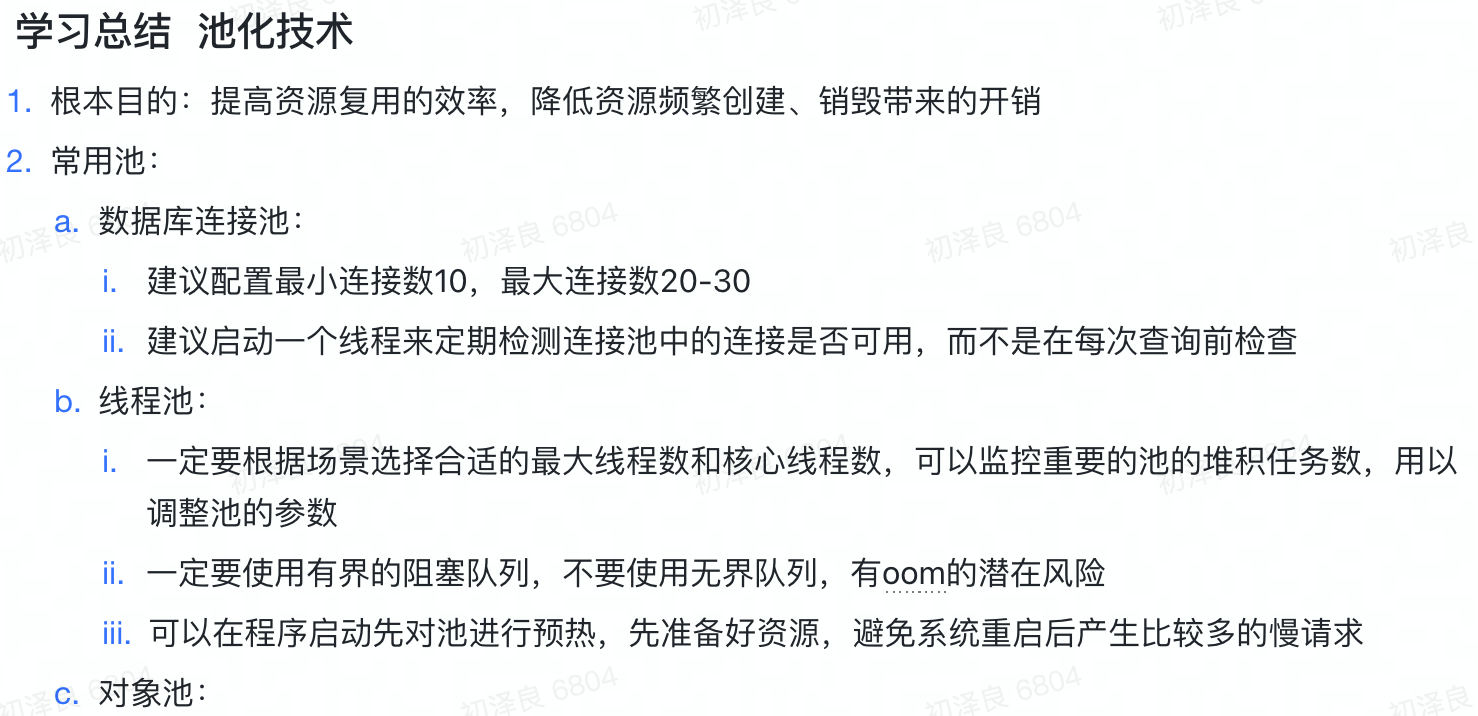 学习总结 池化技术
1. 根本目的：提高资源复用的效率，降低资源频繁创建、销毁带来的开销
2. 常用池：
a. 数据库连接池：
i. 建议配置最小连接数10，最大连接数20-30
ii. 建议启动一个线程来定期检测连接池中的连接是否可用，而不是在每次查询前检查
b. 线程池：
i. 一定要根据场景选择合适的最大线程数和核心线程数，可以监控重要的池的堆积任务数，用以
调整池的参数
ii. 一定要使用有界的阻塞队列，不要使用无界队列，有oom的潜在风险
iii. 可以在程序启动先对池进行预热，先准备好资源，避免系统重启后产生比较多的慢请求
c. 对象池：
初泽良 6804